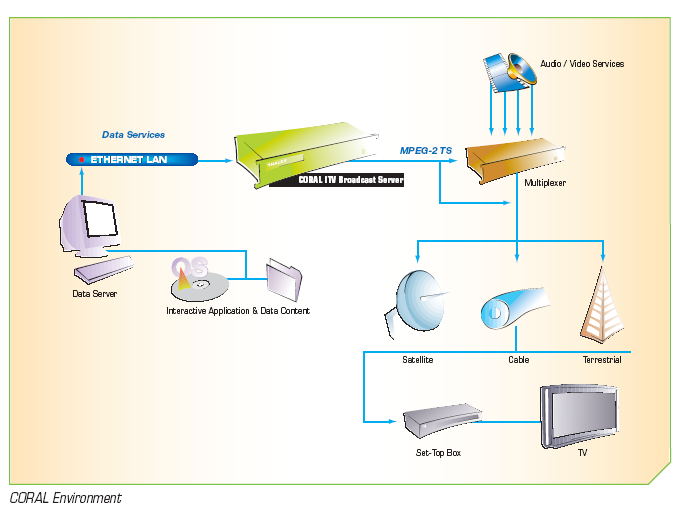 Audio / Video Services
Data Services
MPEG-2 TS
ETHERNET LAN
CORAL ITV Broadcast Server
Multiplexer
Data Server
Interactive Application & Data Content
Satellite
Cable
Terrestrial
Set-Top Box
TV
CORAL Environment